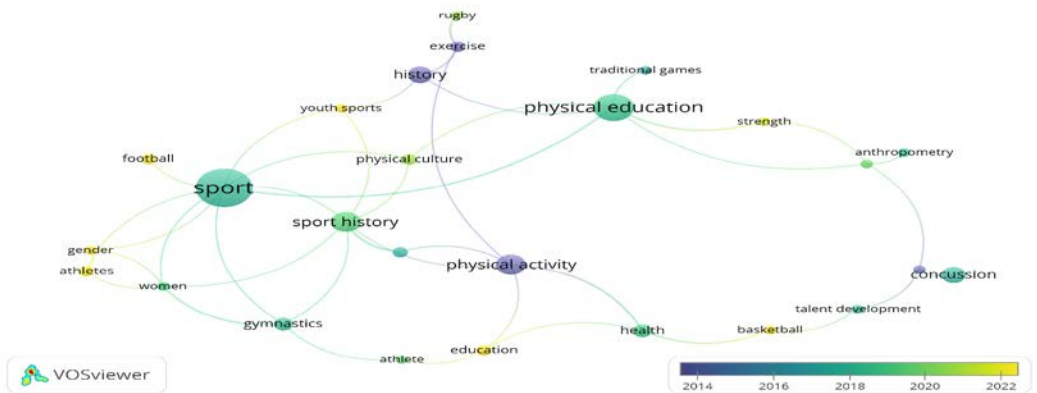 rugby
exercise
history
traditional games
youth sports
physical education
strength
football
physical culture
anthropometry
sport
sport history
gender
athletes
women
physical activity
concussion
gymnastics
talent development
health
basketball
athlete
education
VOSviewer
2014 2016 2018 2020 2022